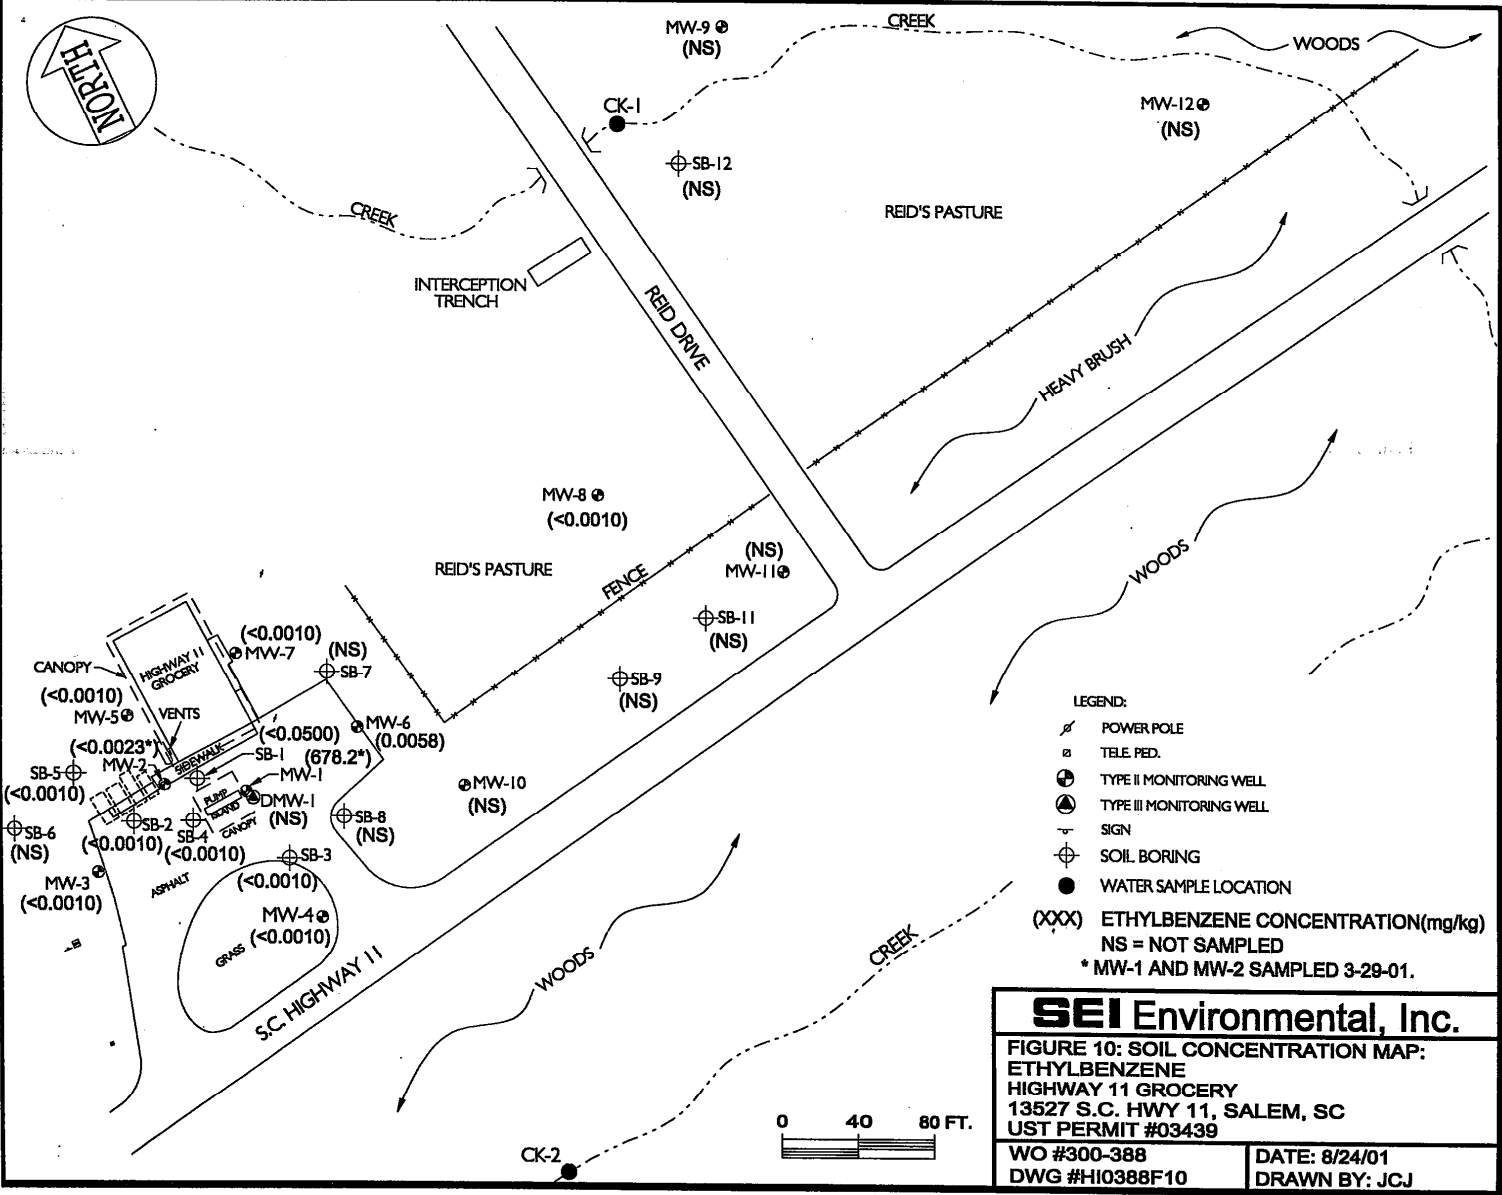 NORTH
MW-9
(NS)
CREEK
WOODS
CK-1
MW-12
(NS)
SB-12
(NS)
CREEK
REID'S PASTURE
INTERCEPTION
TRENCH
REID DRIVE
HEAVY BRUSH
MW-8
(<0.0010)
REID'S PASTURE
FENCE
(NS)
MW-11
WOODS
SB-11
(NS)
(<0.0010)
MW-7
(NS)
SB-7
CANOPY
HIGHWAY 11
GROCERY
SB-9
(NS)
(<0.0010)
MW-5
VENTS
(<0.0500)
MW-6
(0.0058)
(<0.0023*)
MW-2
SIDEWALK
SB-1
(678.2*)
SB-5
(<0.0010)
MW-1
MW-10
(NS)
PUMP
ISLAND
DMW-1
(NS)
CANOPY
SB-8
(NS)
SB-6
(NS)
SB-2
(<0.0010)
SB-4
(<0.0010)
SB-3
(<0.0010)
MW-3
(<0.0010)
ASPHALT
MW-4
(<0.0010)
GRASS
S.C. HIGHWAY 11
WOODS
CREEK
CK-2
LEGEND:
POWER POLE
TELE. PED.
TYPE II MONITORING WELL
TYPE III MONITORING WELL
SIGN
SOIL BORING
WATER SAMPLE LOCATION
(XXX) ETHYLBENZENE CONCENTRATION(mg/kg)
NS = NOT SAMPLED
* MW-1 AND MW-2 SAMPLED 3-29-01.
0 40 80 FT.
SEI Environmental, Inc.
FIGURE 10: SOIL CONCENTRATION MAP:
ETHYLBENZENE
HIGHWAY 11 GROCERY
13527 S.C. HWY 11, SALEM, SC
UST PERMIT #03439
WO #300-388
DWG #HI0388F10
DATE: 8/24/01
DRAWN BY: JCJ